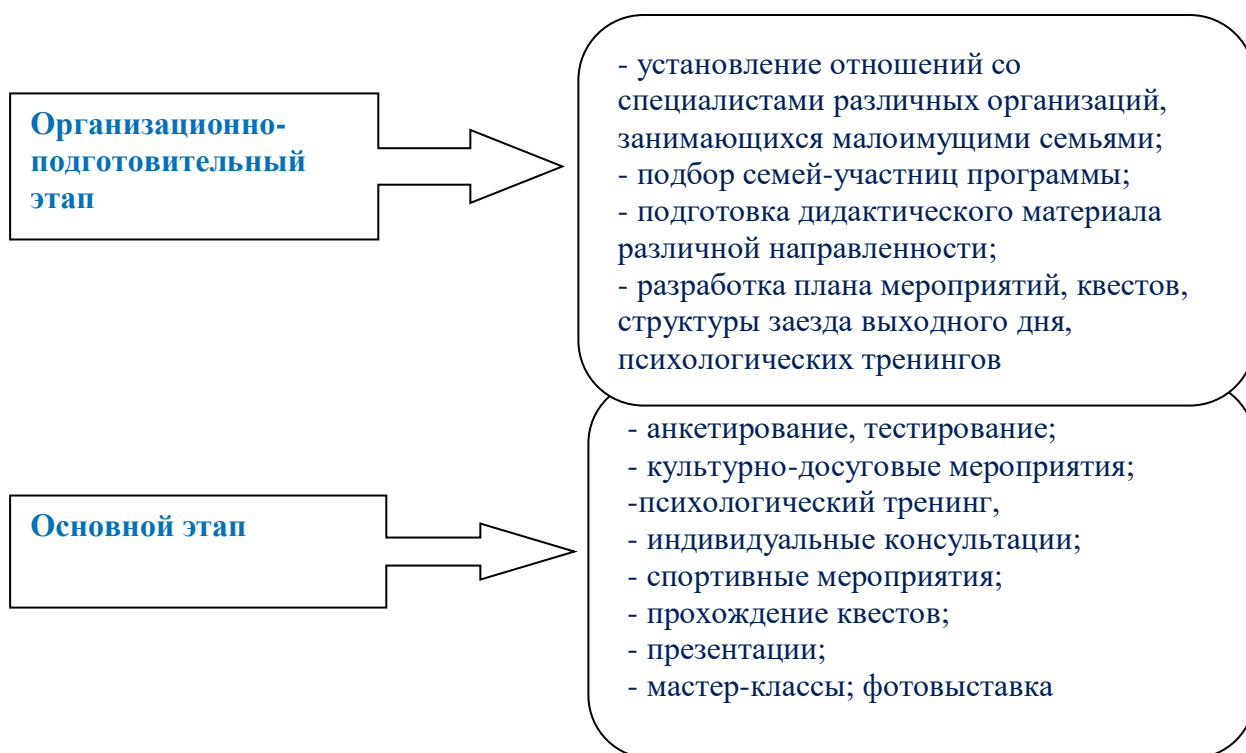 Организационно-
подготовительный
этап
- установление отношений со
специалистами различных организаций,
занимающихся малоимущими семьями;
- подбор семей-участниц программы;
- подготовка дидактического материала
различной направленности;
- разработка плана мероприятий, квестов,
структуры заезда выходного дня,
психологических тренингов
Основной этап
- анкетирование, тестирование;
- культурно-досуговые мероприятия;
-психологический тренинг,
- индивидуальные консультации;
- спортивные мероприятия;
- прохождение квестов;
- презентации;
- мастер-классы; фотовыставка